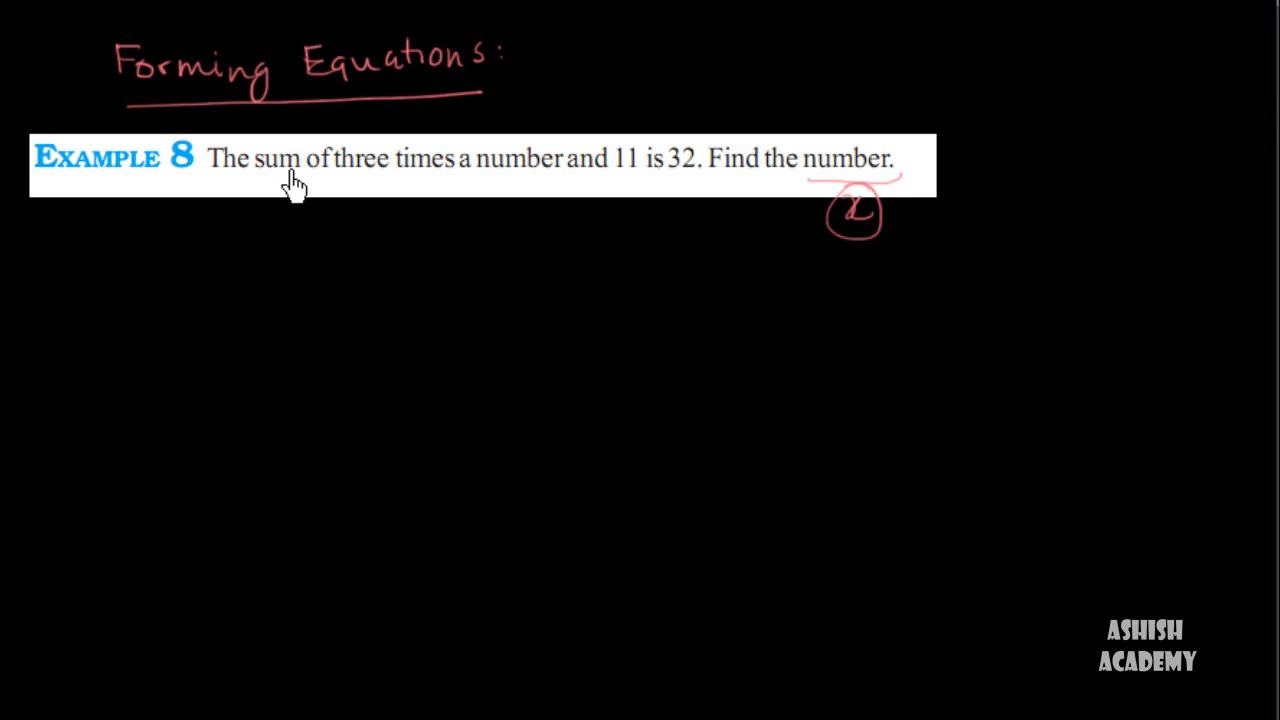 Forming Equations:
EXAMPLE 8 The sum of three times a number and 11 is 32. Find the number.
x
ASHISH
ACADEMY